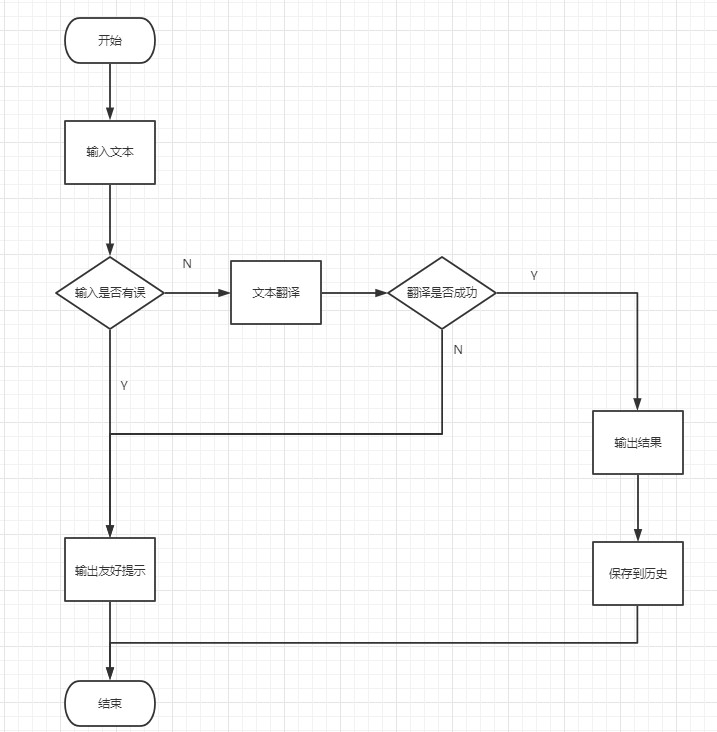 开始
输入文本
N
输入是否有误
文本翻译
翻译是否成功
Y
N
Y
输出结果
输出友好提示
保存到历史
结束